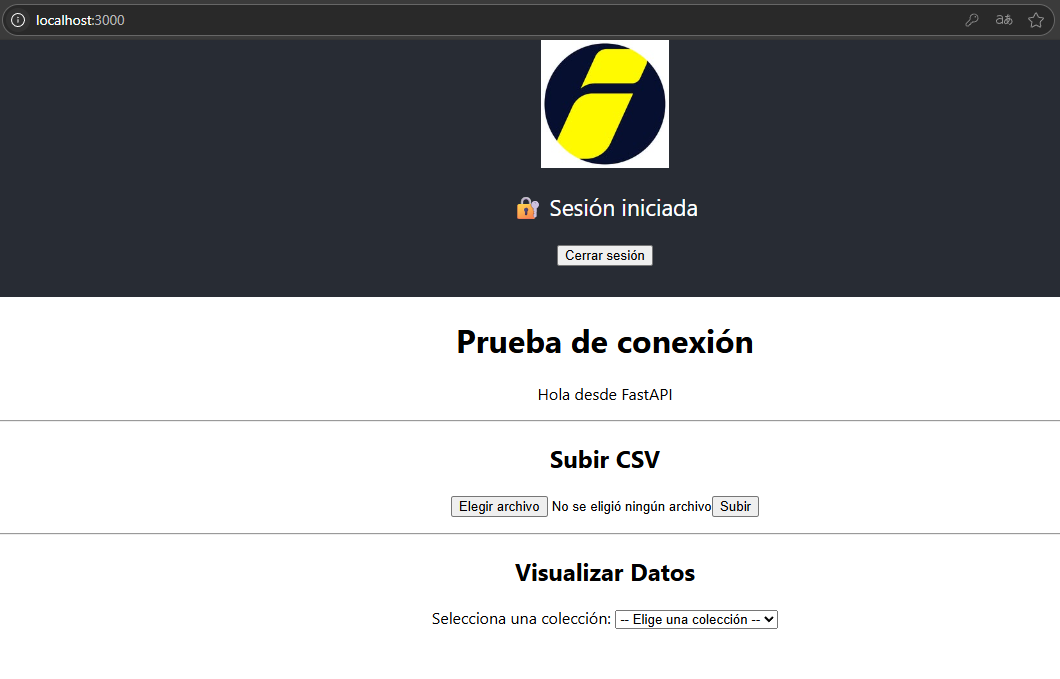 localhost:3000
Sesión iniciada
Cerrar sesión
Prueba de conexión
Hola desde FastAPI
Subir CSV
Elegir archivo No se eligió ningún archivo Subir
Visualizar Datos
Selecciona una colección: -- Elige una colección --